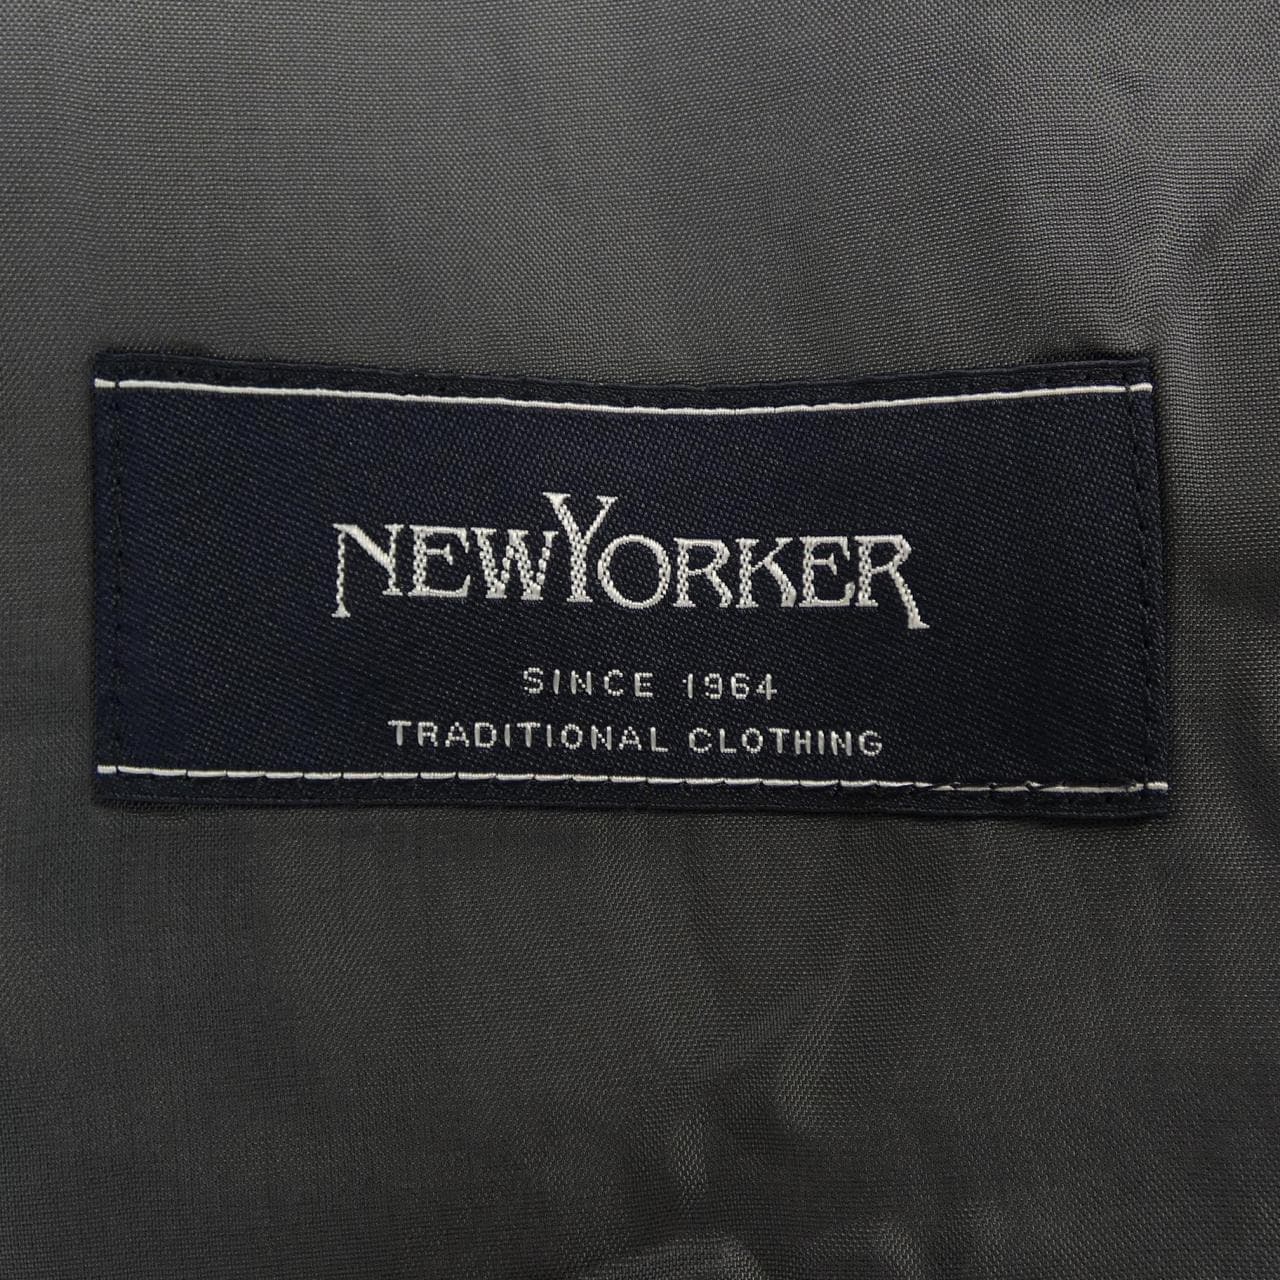 NEWYORKER
SINCE 1964
TRADITIONAL CLOTHING